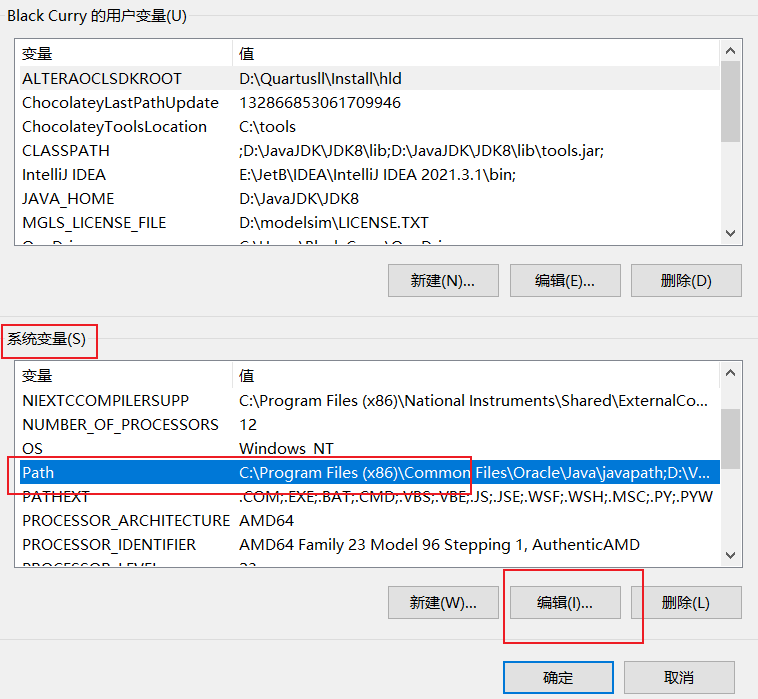 Black Curry 的用户变量(U)
变量 值
ALTERAOCLSDKROOT D:\Quartusll\Install\hld
ChocolateyLastPathUpdate 132866853061709946
ChocolateyToolsLocation C:\tools
CLASSPATH ;D:\JavaJDK\JDK8\lib;D:\JavaJDK\JDK8\lib\tools.jar;
IntelliJ IDEA E:\JetB\IDEA\IntelliJ IDEA 2021.3.1\bin;
JAVA_HOME D:\JavaJDK\JDK8
MGLS_LICENSE_FILE D:\modelsim\LICENSE.TXT
新建(N)... 编辑(E)... 删除(D)
系统变量(S)
变量 值
NIEXTCCOMPILERSUPP C:\Program Files (x86)\National Instruments\Shared\ExternalCo...
NUMBER_OF_PROCESSORS 12
OS Windows_NT
Path C:\Program Files (x86)\Common Files\Oracle\Java\javapath;D:\V...
PATHEXT .COM;.EXE;.BAT;.CMD;.VBS;.VBE;.JS;.JSE;.WSF;.WSH;.MSC;.PY;.PYW
PROCESSOR_ARCHITECTURE AMD64
PROCESSOR_IDENTIFIER AMD64 Family 23 Model 96 Stepping 1, AuthenticAMD
PROCESSOR_LEVEL 23
新建(W)... 编辑(I)... 删除(L)
确定 取消